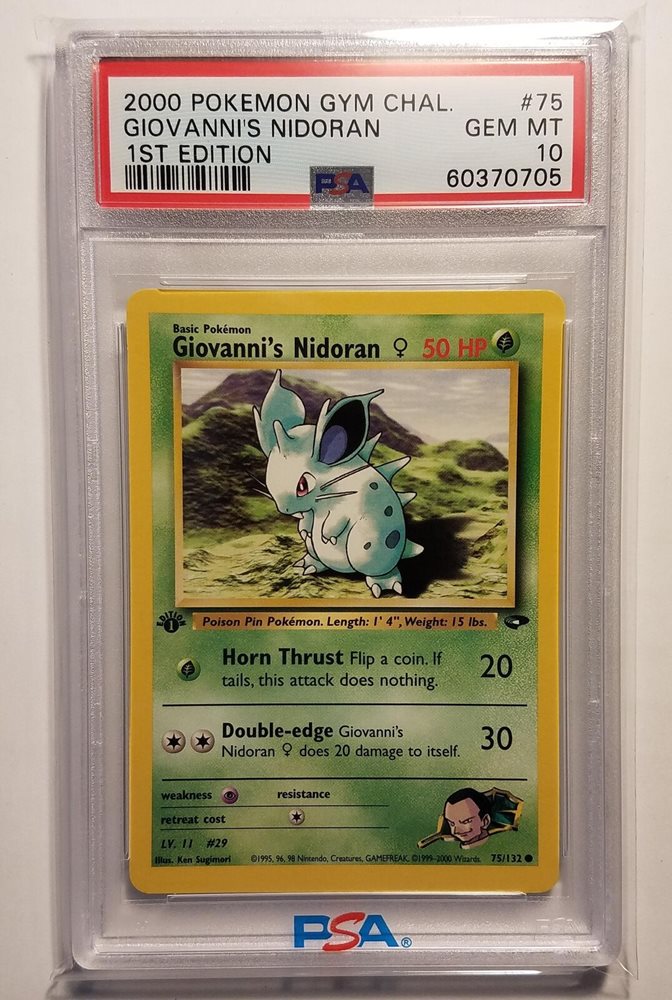 2000 POKEMON GYM CHAL. #75
GIOVANNI'S NIDORAN GEM MT
1ST EDITION 10
PSA 60370705
Basic Pokémon
Giovanni's Nidoran ♀ 50 HP
EDITION
1
Poison Pin Pokémon. Length: 1' 4", Weight: 15 lbs.
Horn Thrust Flip a coin. If
tails, this attack does nothing. 20
Double-edge Giovanni's
Nidoran ♀ does 20 damage to itself. 30
weakness resistance
retreat cost
LV. 11 #29
Illus. Ken Sugimori ©1995, 96, 98 Nintendo, Creatures, GAMEFREAK. ©1999-2000 Wizards. 75/132
PSA®